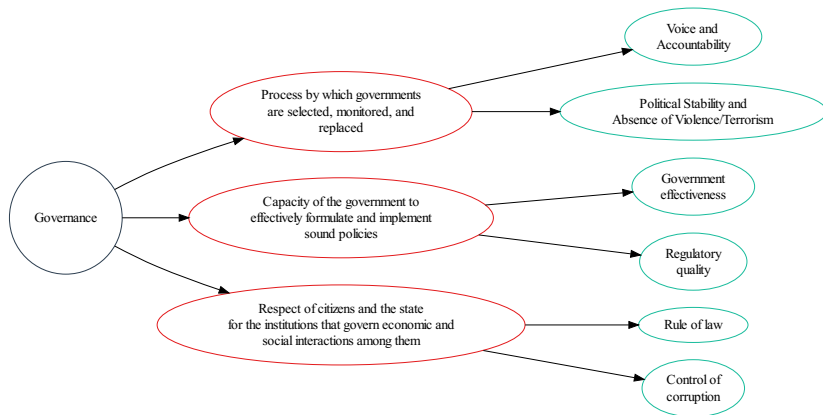 Governance
Process by which governments
are selected, monitored, and
replaced
Voice and
Accountability
Political Stability and
Absence of Violence/Terrorism
Capacity of the government to
effectively formulate and implement
sound policies
Government
effectiveness
Regulatory
quality
Respect of citizens and the state
for the institutions that govern economic and
social interactions among them
Rule of law
Control of
corruption